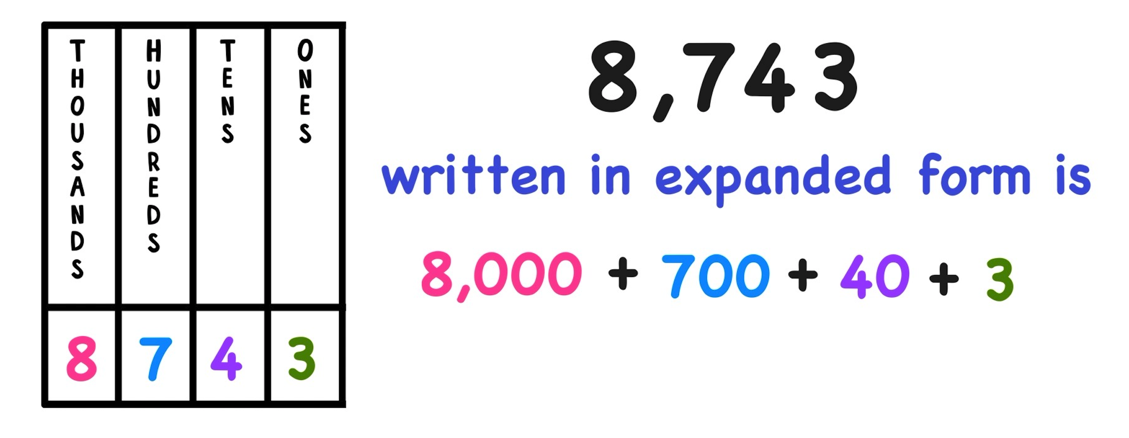 THOUSANDS HUNDREDS TENS ONES
8 7 4 3
8,743
written in expanded form is
8,000 + 700 + 40 + 3